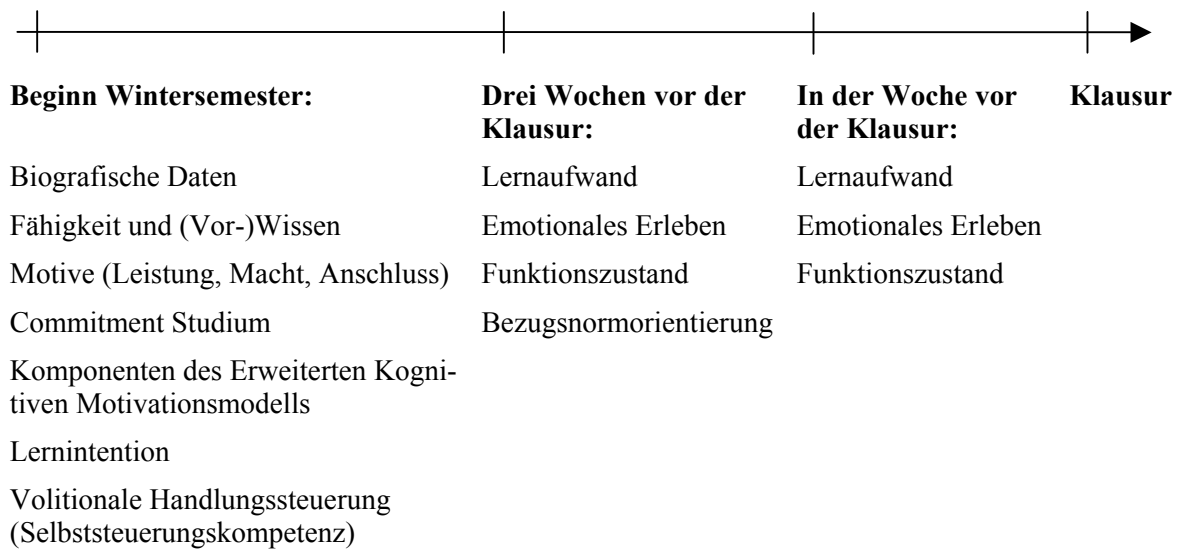 Beginn Wintersemester:
Biografische Daten
Fähigkeit und (Vor-)Wissen
Motive (Leistung, Macht, Anschluss)
Commitment Studium
Komponenten des Erweiterten Kogni-
tiven Motivationsmodells
Lernintention
Volitionale Handlungssteuerung
(Selbststeuerungskompetenz)
Drei Wochen vor der
Klausur:
Lernaufwand
Emotionales Erleben
Funktionszustand
Bezugsnormorientierung
In der Woche vor
der Klausur:
Lernaufwand
Emotionales Erleben
Funktionszustand
Klausur